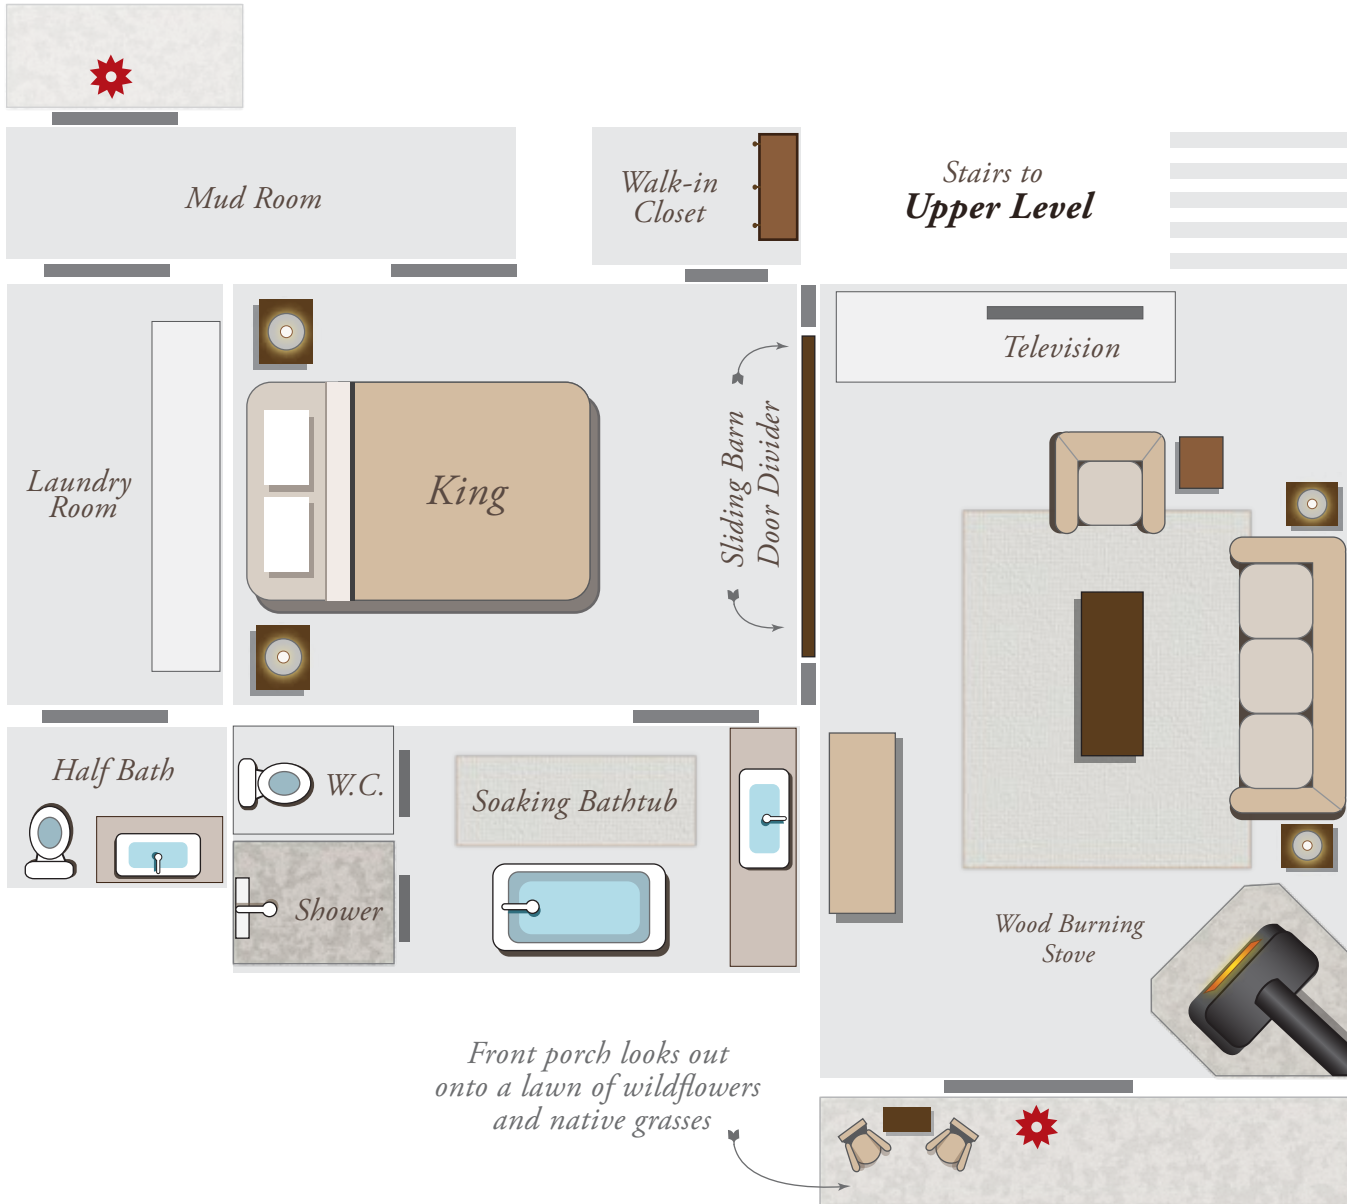 Mud Room
Walk-in
Closet
Stairs to
Upper Level
Television
Laundry
Room
King
Sliding Barn
Door Divider
Half Bath
W.C.
Soaking Bathtub
Shower
Wood Burning
Stove
Front porch looks out
onto a lawn of wildflowers
and native grasses